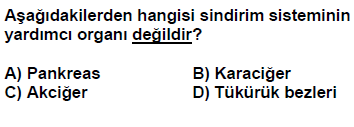 Aşağıdakilerden hangisi sindirim sisteminin
yardımcı organı değildir?
A) Pankreas B) Karaciğer
C) Akciğer D) Tükürük bezleri